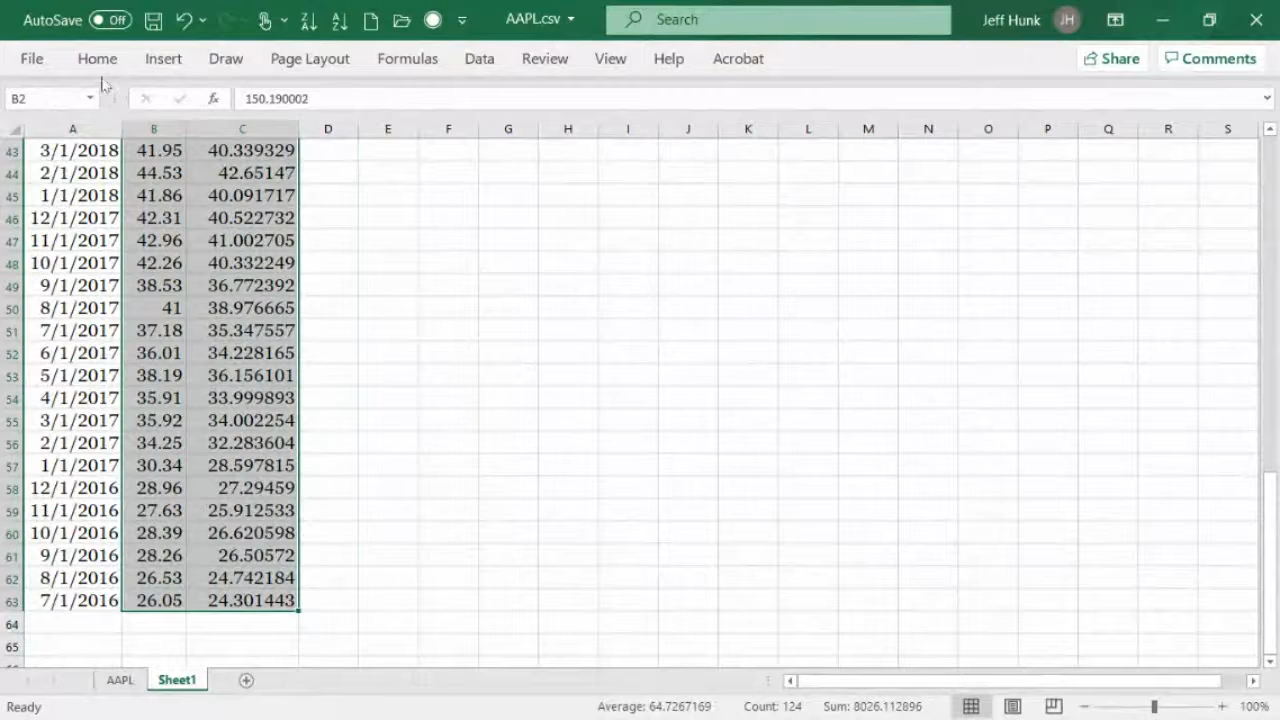 AutoSave Off AAPL.csv Search Jeff Hunk JH
File Home Insert Draw Page Layout Formulas Data Review View Help Acrobat Share Comments
B2 fx 150.190002
A B C D E F G H I J K L M N O P Q R S
43 3/1/2018 41.95 40.339329
44 2/1/2018 44.53 42.65147
45 1/1/2018 41.86 40.091717
46 12/1/2017 42.31 40.522732
47 11/1/2017 42.96 41.002705
48 10/1/2017 42.26 40.332249
49 9/1/2017 38.53 36.772392
50 8/1/2017 41 38.976665
51 7/1/2017 37.18 35.347557
52 6/1/2017 36.01 34.228165
53 5/1/2017 38.19 36.156101
54 4/1/2017 35.91 33.999893
55 3/1/2017 35.92 34.002254
56 2/1/2017 34.25 32.283604
57 1/1/2017 30.34 28.597815
58 12/1/2016 28.96 27.29459
59 11/1/2016 27.63 25.912533
60 10/1/2016 28.39 26.620598
61 9/1/2016 28.26 26.50572
62 8/1/2016 26.53 24.742184
63 7/1/2016 26.05 24.301443
64
65
AAPL Sheet1
Ready Average: 64.7267169 Count: 124 Sum: 8026.112896 100%